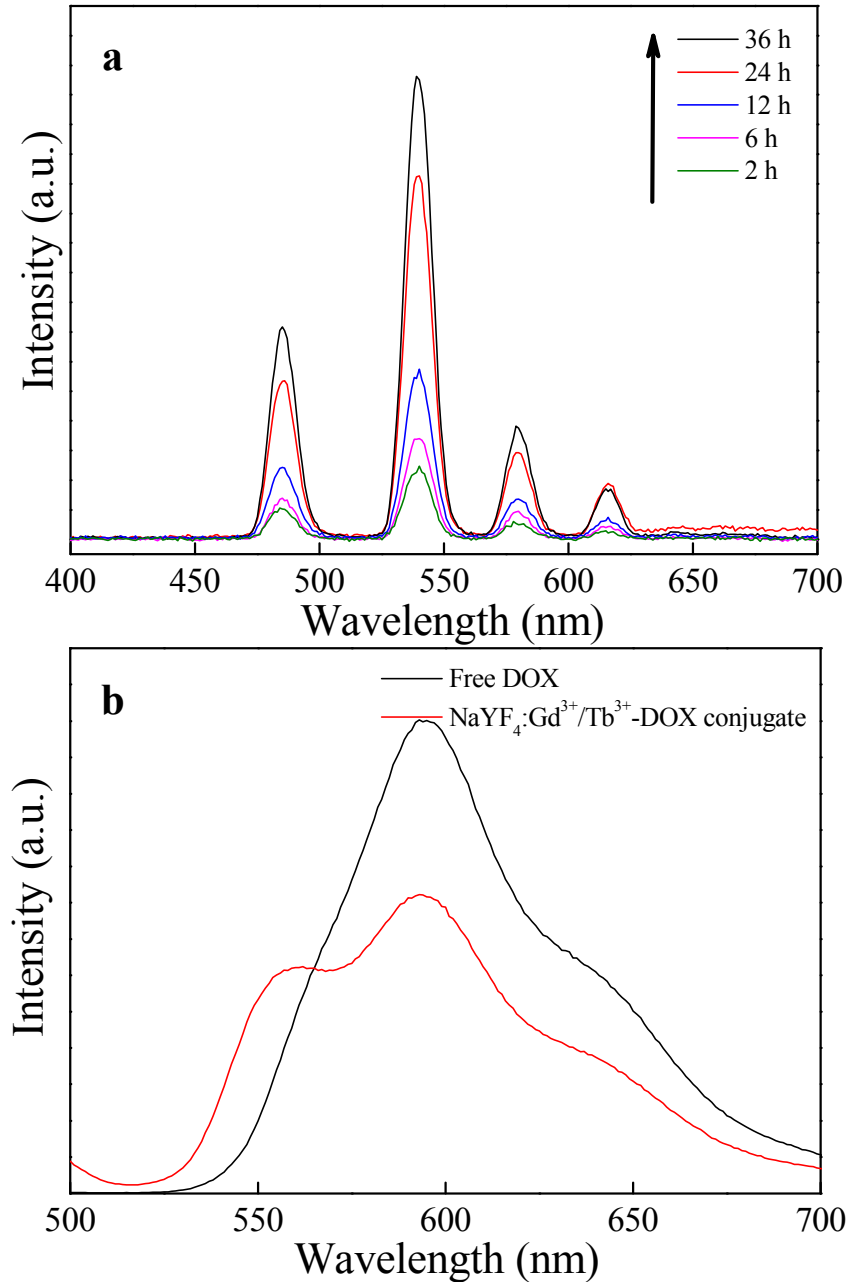 a
36 h
24 h
12 h
6 h
2 h
Intensity (a.u.)
400 450 500 550 600 650 700
Wavelength (nm)
b
Free DOX
NaYF₄:Gd³⁺/Tb³⁺-DOX conjugate
Intensity (a.u.)
500 550 600 650 700
Wavelength (nm)